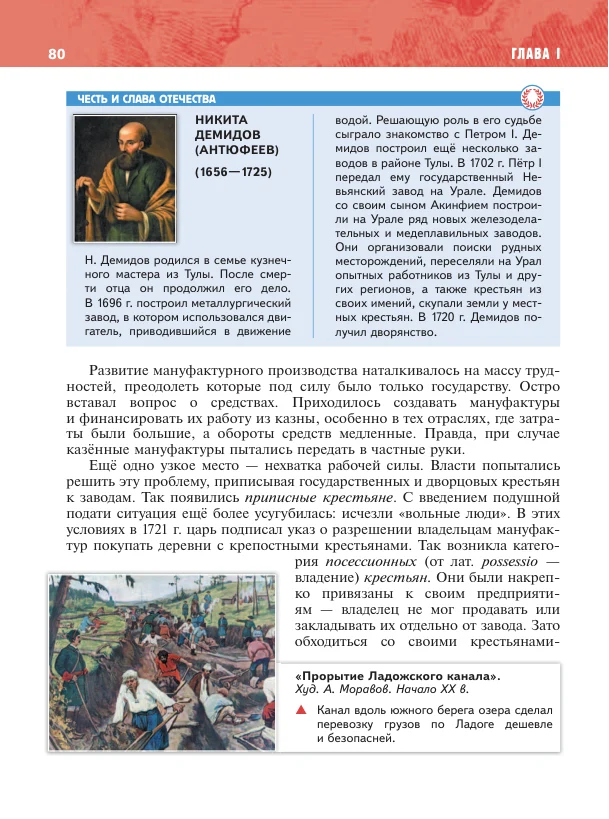 80
ГЛАВА I
ЧЕСТЬ И СЛАВА ОТЕЧЕСТВА
НИКИТА
ДЕМИДОВ
(АНТЮФЕЕВ)
(1656—1725)
Н. Демидов родился в семье кузнеч-
ного мастера из Тулы. После смер-
ти отца он продолжил его дело.
В 1696 г. построил металлургический
завод, в котором использовался дви-
гатель, приводившийся в движение
водой. Решающую роль в его судьбе
сыграло знакомство с Петром I. Де-
мидов построил ещё несколько за-
водов в районе Тулы. В 1702 г. Пётр I
передал ему государственный Не-
вьянский завод на Урале. Демидов
со своим сыном Акинфием построи-
ли на Урале ряд новых железодела-
тельных и медеплавильных заводов.
Они организовали поиски рудных
месторождений, переселяли на Урал
опытных работников из Тулы и дру-
гих регионов, а также крестьян из
своих имений, скупали земли у мест-
ных крестьян. В 1720 г. Демидов по-
лучил дворянство.
Развитие мануфактурного производства наталкивалось на массу труд-
ностей, преодолеть которые под силу было только государству. Остро
вставал вопрос о средствах. Приходилось создавать мануфактуры
и финансировать их работу из казны, особенно в тех отраслях, где затра-
ты были большие, а обороты средств медленные. Правда, при случае
казённые мануфактуры пытались передать в частные руки.
Ещё одно узкое место — нехватка рабочей силы. Власти попытались
решить эту проблему, приписывая государственных и дворцовых крестьян
к заводам. Так появились приписные крестьяне. С введением подушной
подати ситуация ещё более усугубилась: исчезли «вольные люди». В этих
условиях в 1721 г. царь подписал указ о разрешении владельцам мануфак-
тур покупать деревни с крепостными крестьянами. Так возникла катего-
рия посессионных (от лат. possessio —
владение) крестьян. Они были накреп-
ко привязаны к своим предприяти-
ям — владелец не мог продавать или
закладывать их отдельно от завода. Зато
обходиться со своими крестьянами-
«Прорытие Ладожского канала».
Худ. А. Моравов. Начало XX в.
▲ Канал вдоль южного берега озера сделал
перевозку грузов по Ладоге дешевле
и безопасней.